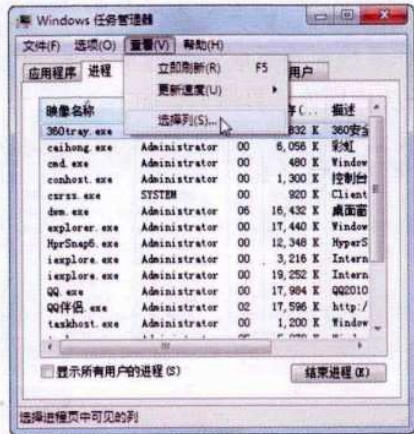 Windows 任务管理器
文件(F) 选项(O) 查看(V) 帮助(H)
立即刷新(R) F5
更新速度(U)
选择列(S)...
应用程序 进程 用户
映像名称 描述
360tray.exe 832 K 360安全
caihong.exe Administrator 00 6,056 K 彩虹
cmd.exe Administrator 00 480 K Window
conhost.exe Administrator 00 1,300 K 控制台
csrss.exe SYSTEM 00 920 K Client
dwm.exe Administrator 06 16,432 K 桌面窗
explorer.exe Administrator 00 17,440 K Window
HprSnap6.exe Administrator 00 12,348 K HyperS
iexplore.exe Administrator 00 3,216 K Intern
iexplore.exe Administrator 00 19,252 K Intern
QQ.exe Administrator 00 17,984 K QQ2010
QQ伴侣.exe Administrator 02 17,596 K http:/
taskhost.exe Administrator 00 1,200 K Window
显示所有用户的进程(S) 结束进程(E)
选择进程页中可见的列